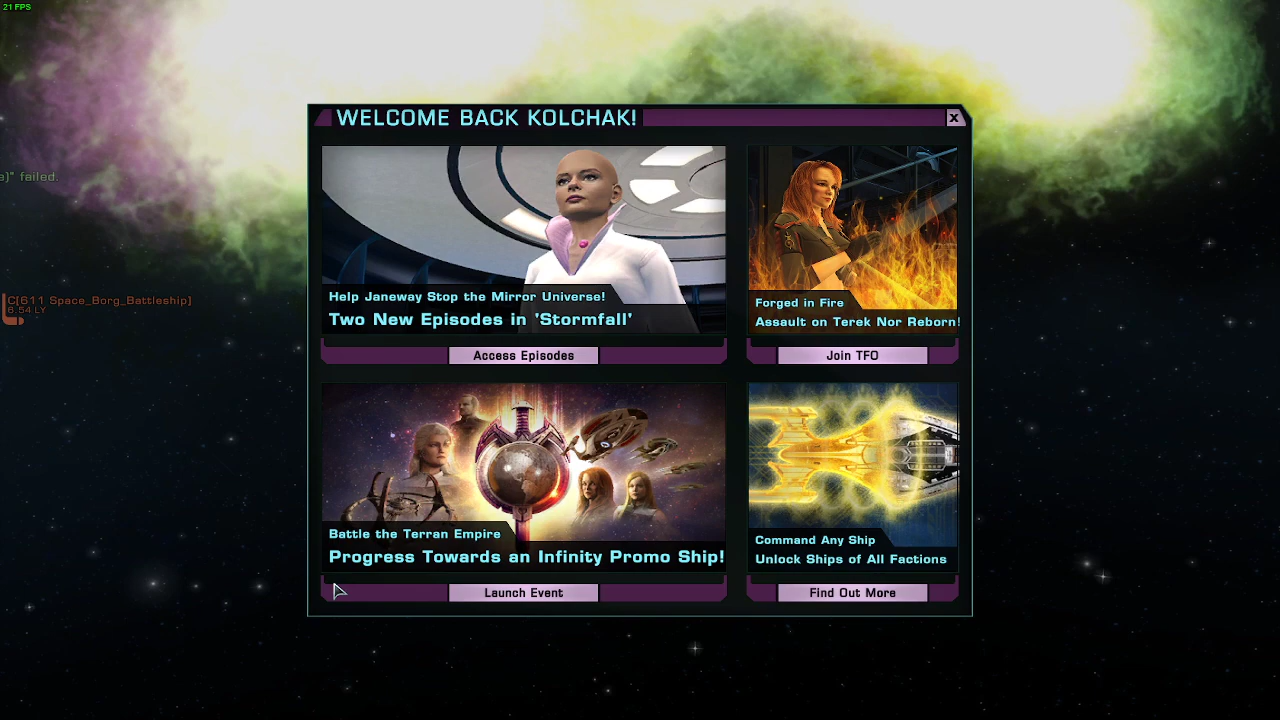 21 FPS
WELCOME BACK KOLCHAK!
X
a)" failed.
C[611 Space_Borg_Battleship]
6.54 LY
Help Janeway Stop the Mirror Universe!
Two New Episodes in 'Stormfall'
Access Episodes
Forged in Fire
Assault on Terek Nor Reborn!
Join TFO
Battle the Terran Empire
Progress Towards an Infinity Promo Ship!
Launch Event
Command Any Ship
Unlock Ships of All Factions
Find Out More